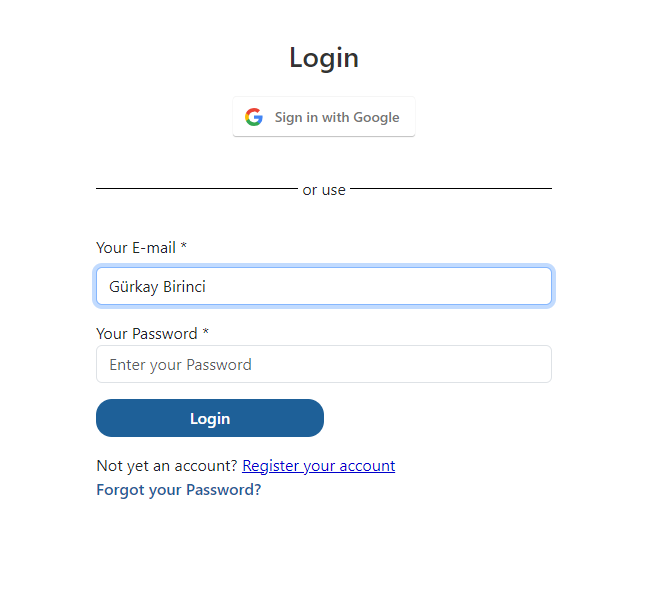 Login
Sign in with Google
or use
Your E-mail *
Gürkay Birinci
Your Password *
Enter your Password
Login
Not yet an account? Register your account
Forgot your Password?